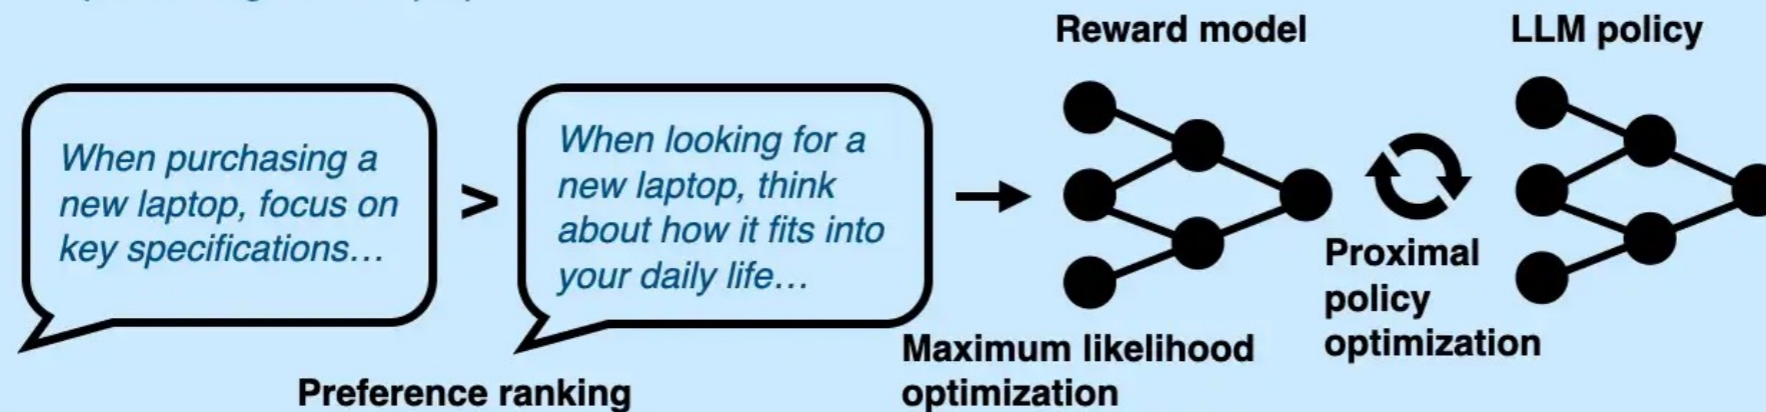 Reward model
LLM policy
When purchasing a
new laptop, focus on
key specifications…
>
When looking for a
new laptop, think
about how it fits into
your daily life…
Proximal
policy
optimization
Maximum likelihood
optimization
Preference ranking